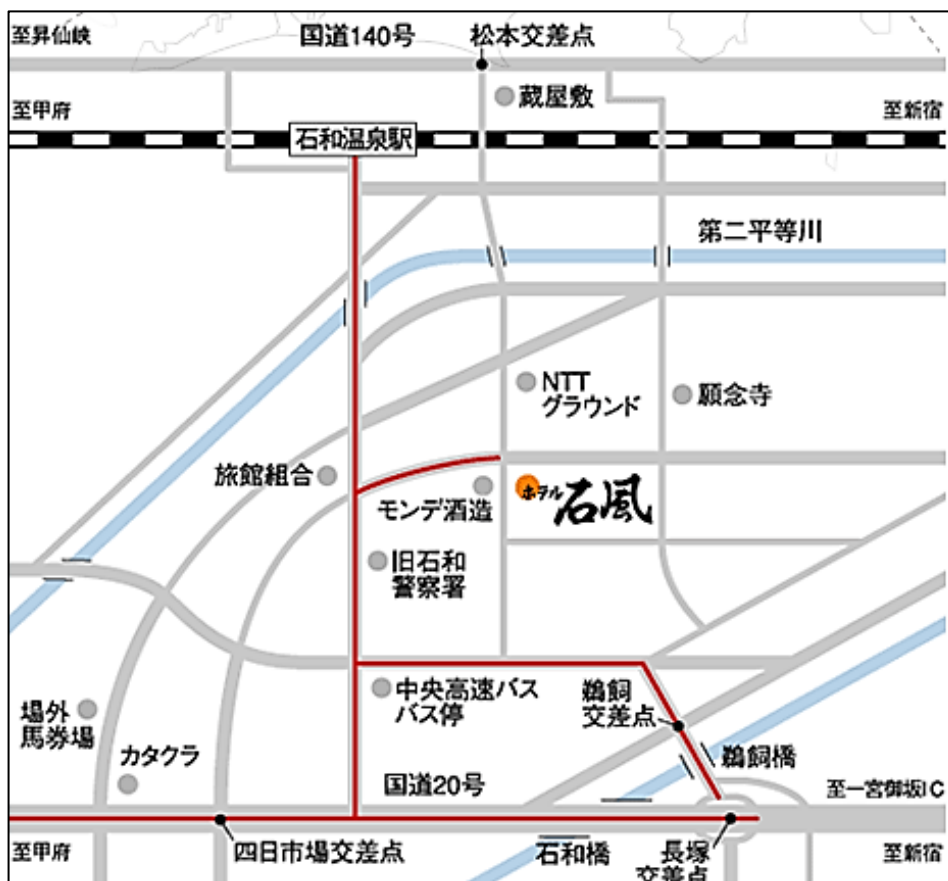 至昇仙峡
国道140号
松本交差点
蔵屋敷
至甲府
至新宿
石和温泉駅
第二平等川
NTT
グラウンド
願念寺
旅館組合
モンデ酒造
ホテル 石風
旧石和
警察署
中央高速バス
バス停
鵜飼
交差点
場外
馬券場
カタクラ
国道20号
鵜飼橋
至一宮御坂IC
至甲府
四日市場交差点
石和橋
長塚
交差点
至新宿